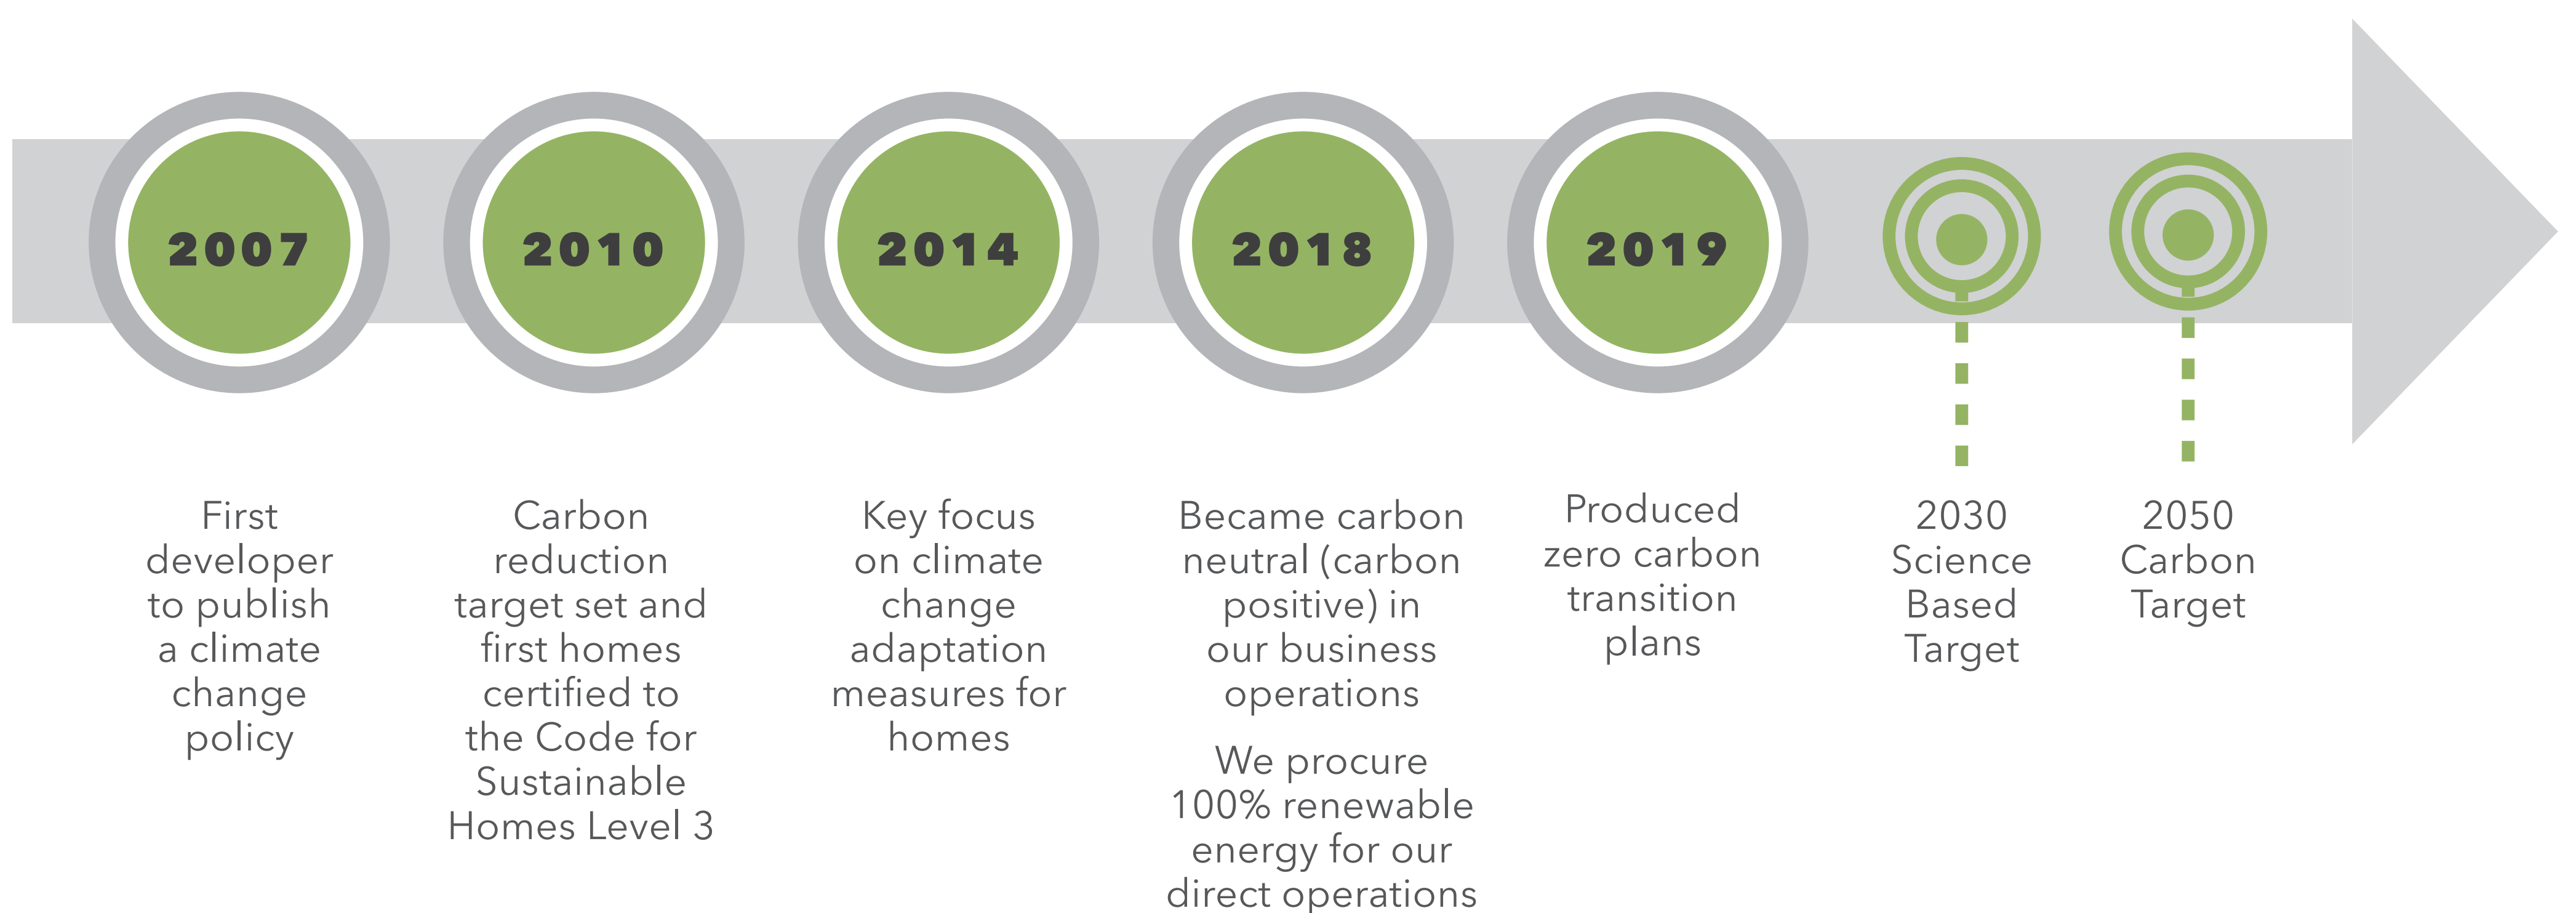 2007
First
developer
to publish
a climate
change
policy
2010
Carbon
reduction
target set and
first homes
certified to
the Code for
Sustainable
Homes Level 3
2014
Key focus
on climate
change
adaptation
measures for
homes
2018
Became carbon
neutral (carbon
positive) in
our business
operations
We procure
100% renewable
energy for our
direct operations
2019
Produced
zero carbon
transition
plans
2030
Science
Based
Target
2050
Carbon
Target